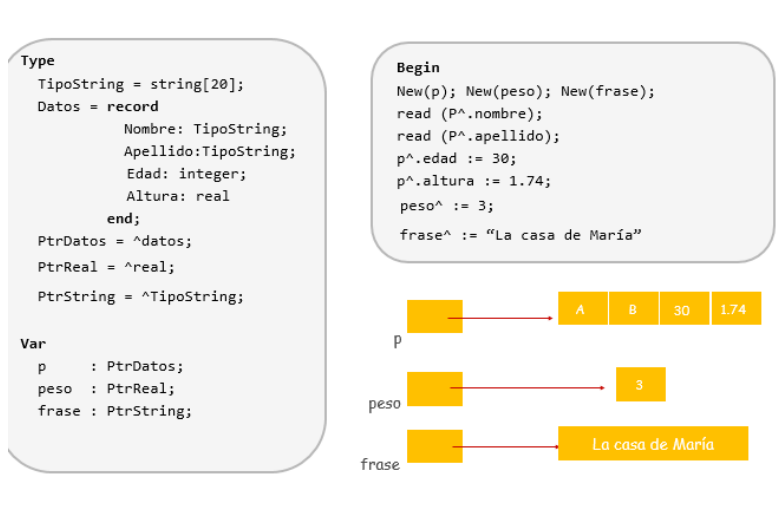 Type
TipoString = string[20];
Datos = record
Nombre: TipoString;
Apellido:TipoString;
Edad: integer;
Altura: real
end;
PtrDatos = ^datos;
PtrReal = ^real;
PtrString = ^TipoString;
Var
p : PtrDatos;
peso : PtrReal;
frase : PtrString;
Begin
New(p); New(peso); New(frase);
read (P^.nombre);
read (P^.apellido);
p^.edad := 30;
p^.altura := 1.74;
peso^ := 3;
frase^ := “La casa de María”
p
A B 30 1.74
peso
3
frase
La casa de María